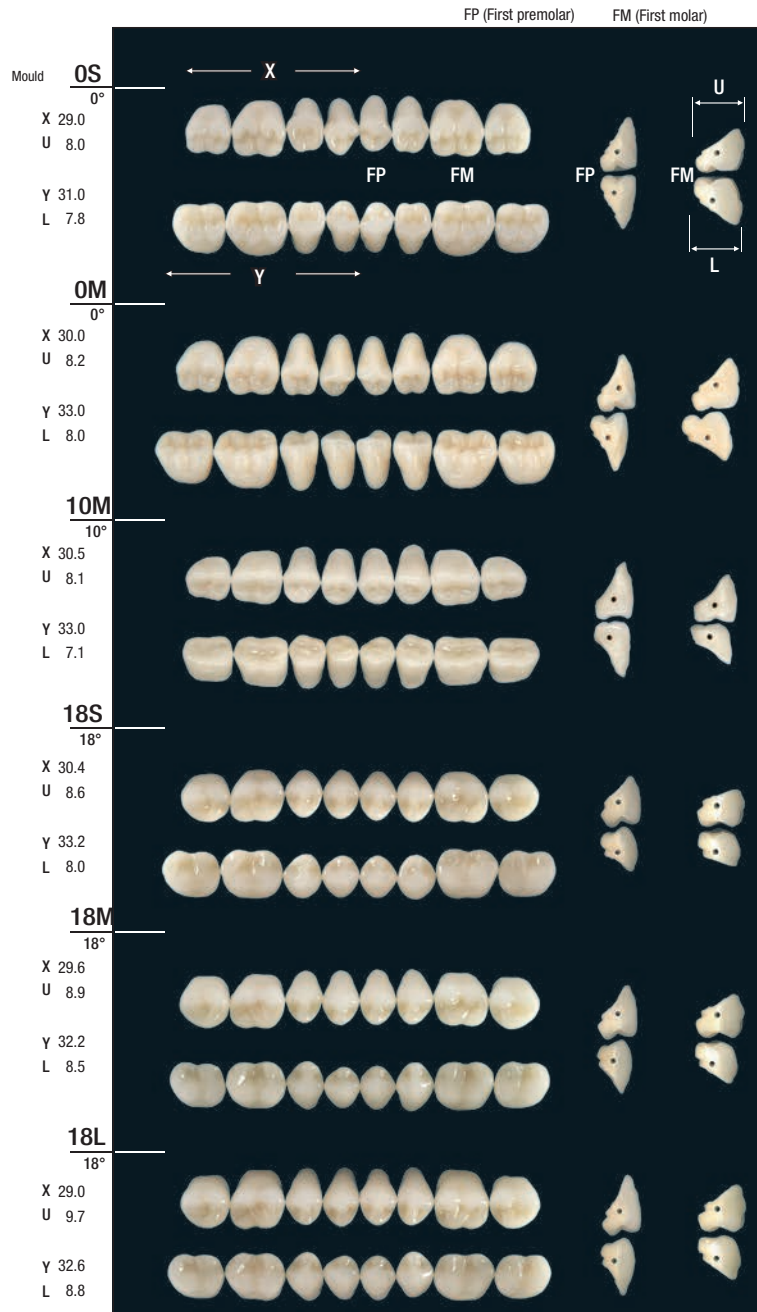 FP (First premolar) FM (First molar)
Mould 0S
0°
X 29.0
U 8.0
Y 31.0
L 7.8
X
U
FP FM FP FM
L
Y
0M
0°
X 30.0
U 8.2
Y 33.0
L 8.0
10M
10°
X 30.5
U 8.1
Y 33.0
L 7.1
18S
18°
X 30.4
U 8.6
Y 33.2
L 8.0
18M
18°
X 29.6
U 8.9
Y 32.2
L 8.5
18L
18°
X 29.0
U 9.7
Y 32.6
L 8.8